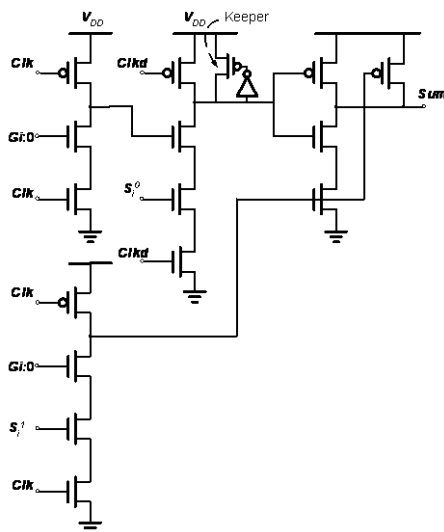 V_DD
V_DD
Keeper
Clk
Clkd
Sum
Gi:0
Clk
S_i^0
Clkd
Clk
Gi:0
S_i^1
Clk